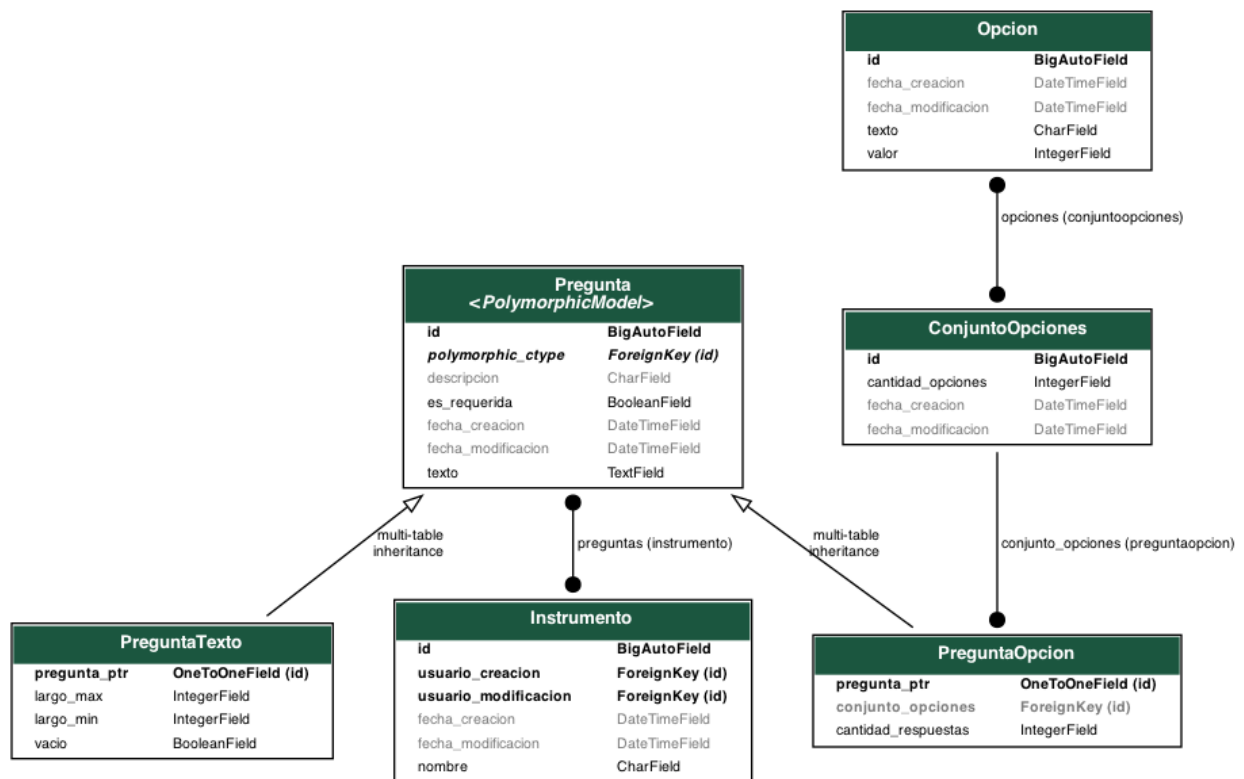 Opcion
id BigAutoField
fecha_creacion DateTimeField
fecha_modificacion DateTimeField
texto CharField
valor IntegerField
opciones (conjuntoopciones)
Pregunta
<PolymorphicModel>
id BigAutoField
polymorphic_ctype ForeignKey (id)
descripcion CharField
es_requerida BooleanField
fecha_creacion DateTimeField
fecha_modificacion DateTimeField
texto TextField
ConjuntoOpciones
id BigAutoField
cantidad_opciones IntegerField
fecha_creacion DateTimeField
fecha_modificacion DateTimeField
multi-table
inheritance
preguntas (instrumento)
multi-table
inheritance
conjunto_opciones (preguntaopcion)
PreguntaTexto
pregunta_ptr OneToOneField (id)
largo_max IntegerField
largo_min IntegerField
vacio BooleanField
Instrumento
id BigAutoField
usuario_creacion ForeignKey (id)
usuario_modificacion ForeignKey (id)
fecha_creacion DateTimeField
fecha_modificacion DateTimeField
nombre CharField
PreguntaOpcion
pregunta_ptr OneToOneField (id)
conjunto_opciones ForeignKey (id)
cantidad_respuestas IntegerField